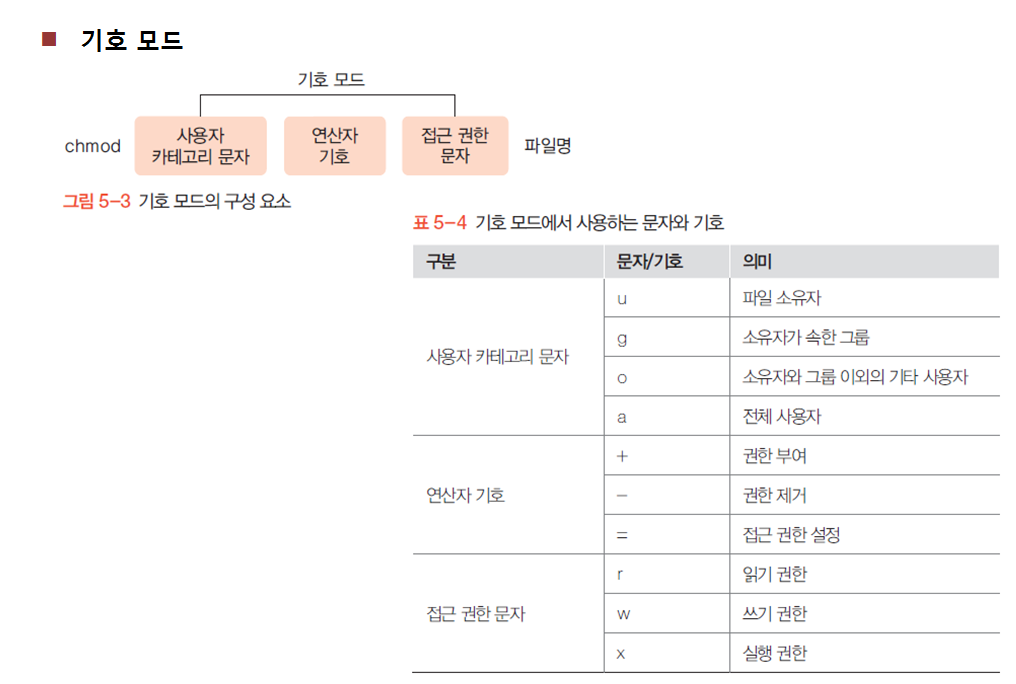 기호 모드
기호 모드
chmod 사용자 카테고리 문자 연산자 기호 접근 권한 문자 파일명
그림 5-3 기호 모드의 구성 요소
표 5-4 기호 모드에서 사용하는 문자와 기호
구분 문자/기호 의미
사용자 카테고리 문자
u 파일 소유자
g 소유자가 속한 그룹
o 소유자와 그룹 이외의 기타 사용자
a 전체 사용자
연산자 기호
+ 권한 부여
- 권한 제거
= 접근 권한 설정
접근 권한 문자
r 읽기 권한
w 쓰기 권한
x 실행 권한